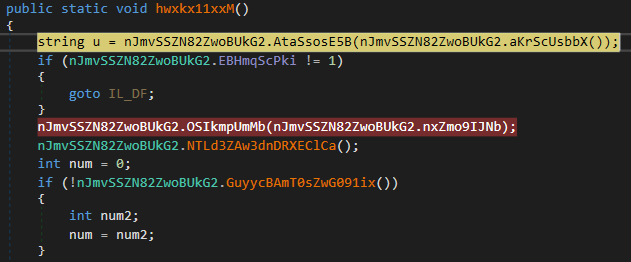 public static void hwxkx11xxM()
{
string u = nJmvSSZN82ZwoBUkG2.AtaSsosE5B(nJmvSSZN82ZwoBUkG2.aKrScUsbbX());
if (nJmvSSZN82ZwoBUkG2.EBHmqScPki != 1)
{
goto IL_DF;
}
nJmvSSZN82ZwoBUkG2.OSIkmpUmMb(nJmvSSZN82ZwoBUkG2.nxZmo9IJNb);
nJmvSSZN82ZwoBUkG2.NTLd3ZAw3dnDRXEClCa();
int num = 0;
if (!nJmvSSZN82ZwoBUkG2.GuyycBAmT0sZwG091ix())
{
int num2;
num = num2;
}